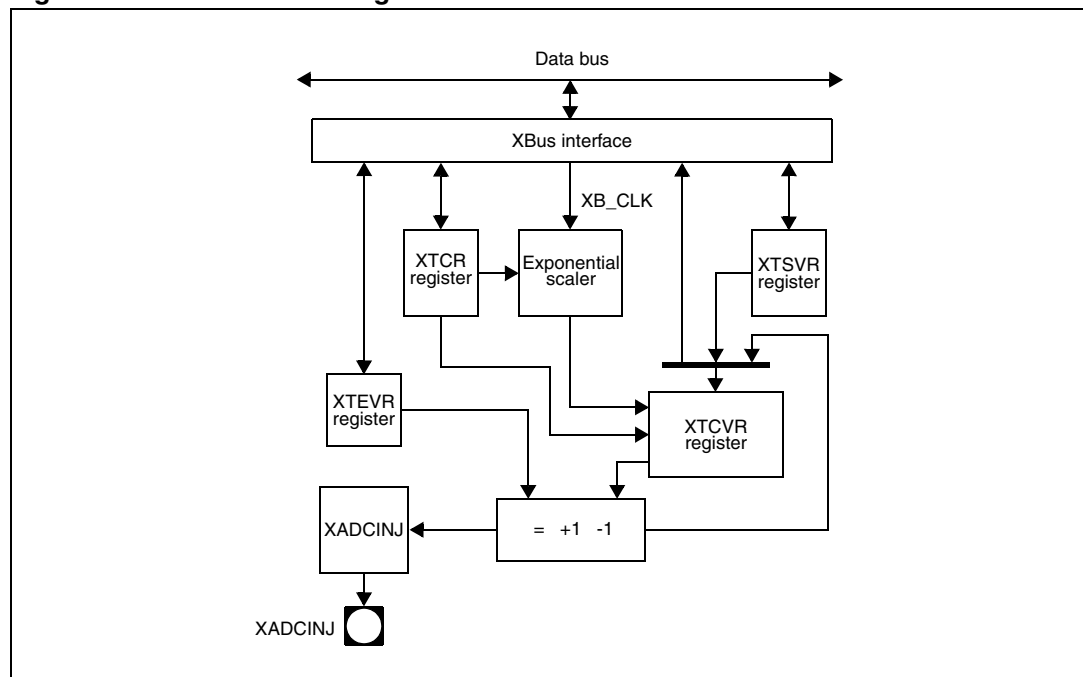 Data bus
XBus interface
XB_CLK
XTCR
register
Exponential
scaler
XTSVR
register
XTEVR
register
XTCVR
register
XADCINJ
= +1 -1
XADCINJ